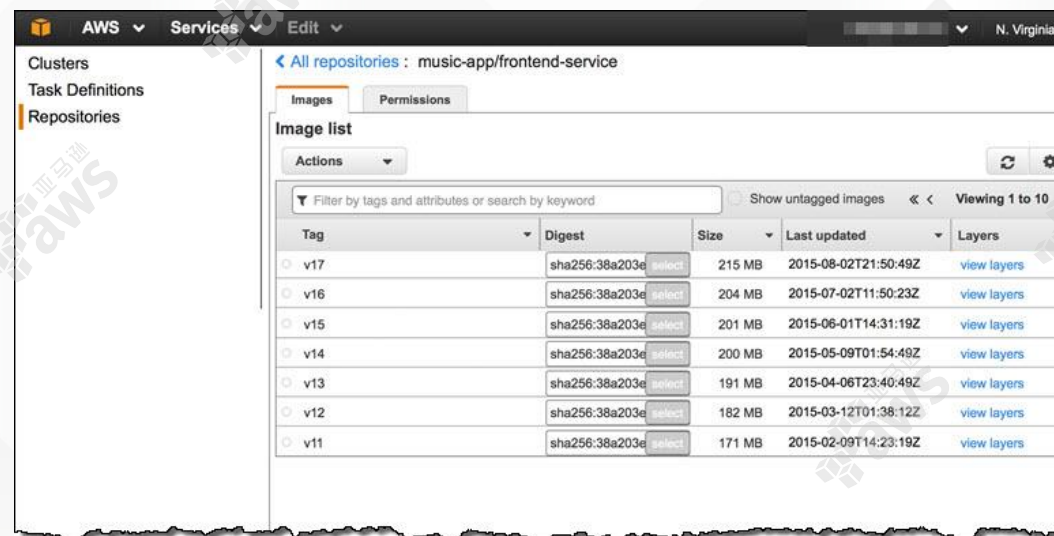 AWS Services Edit N. Virginia
Clusters
Task Definitions
Repositories
All repositories : music-app/frontend-service
Images Permissions
Image list
Actions
Filter by tags and attributes or search by keyword Show untagged images « < Viewing 1 to 10
Tag Digest Size Last updated Layers
v17 sha256:38a203e select 215 MB 2015-08-02T21:50:49Z view layers
v16 sha256:38a203e select 204 MB 2015-07-02T11:50:23Z view layers
v15 sha256:38a203e select 201 MB 2015-06-01T14:31:19Z view layers
v14 sha256:38a203e select 200 MB 2015-05-09T01:54:49Z view layers
v13 sha256:38a203e select 191 MB 2015-04-06T23:40:49Z view layers
v12 sha256:38a203e select 182 MB 2015-03-12T01:38:12Z view layers
v11 sha256:38a203e select 171 MB 2015-02-09T14:23:19Z view layers
亚马逊
aws
aws
aws